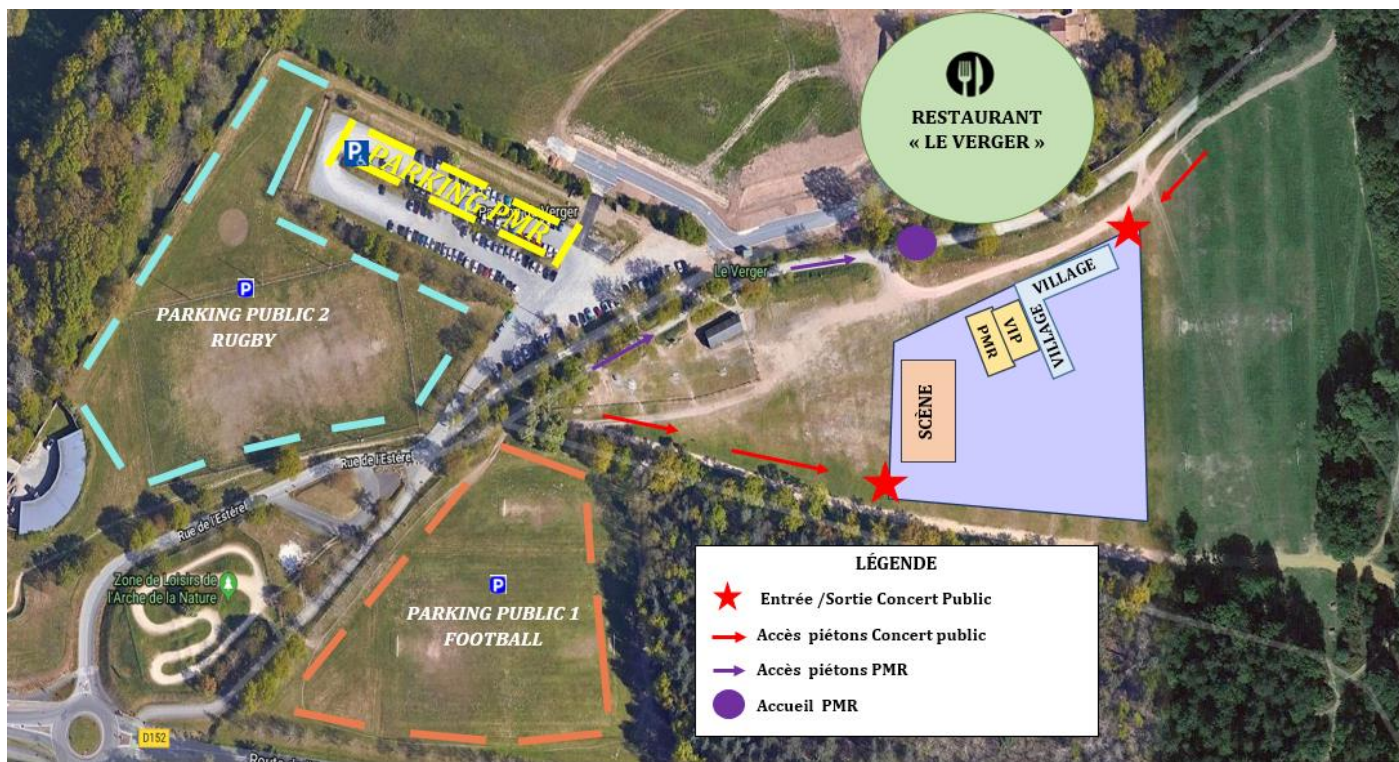 RESTAURANT
« LE VERGER »
P
PARKING PMR
Le Verger
VILLAGE
VILLAGE
VIP
PMR
SCÈNE
P
PARKING PUBLIC 2
RUGBY
Rue de l'Estérel
Rue de l'Estérel
Zone de Loisirs de
l'Arche de la Nature
P
PARKING PUBLIC 1
FOOTBALL
D152
LÉGENDE
Entrée /Sortie Concert Public
Accès piétons Concert public
Accès piétons PMR
Accueil PMR